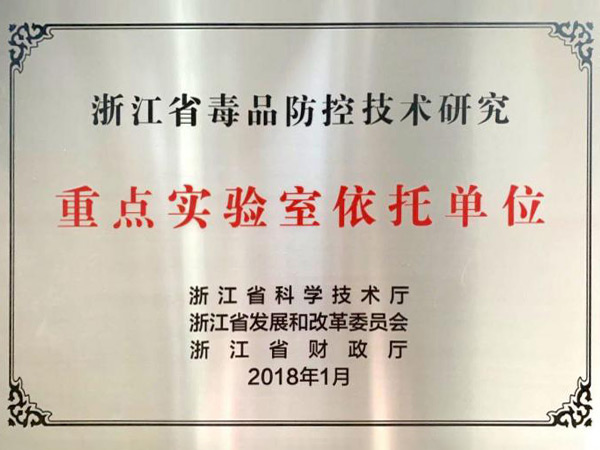 浙江省毒品防控技术研究
重点实验室依托单位
浙江省科学技术厅
浙江省发展和改革委员会
浙江省财政厅
2018年1月